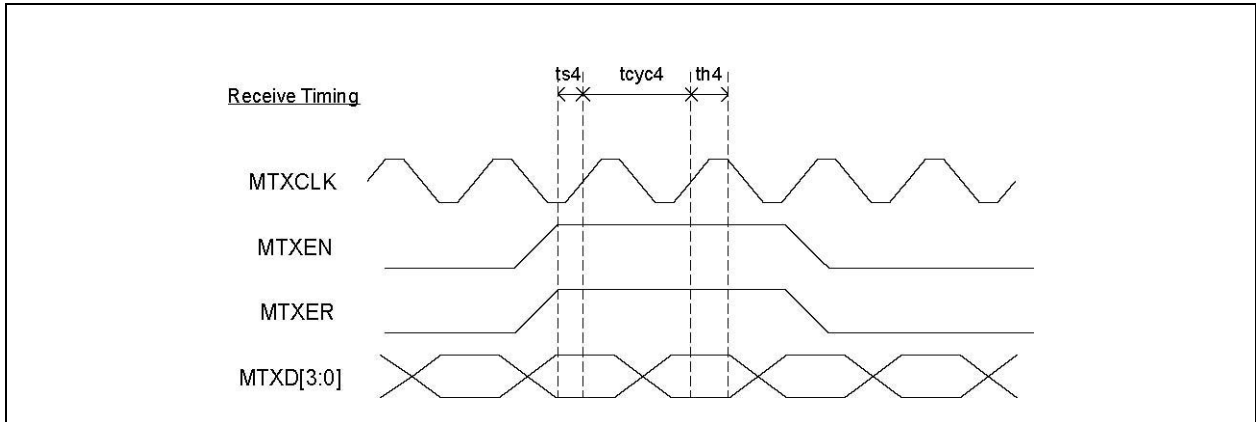 ts4 tcyc4 th4
Receive Timing
MTXCLK
MTXEN
MTXER
MTXD[3:0]